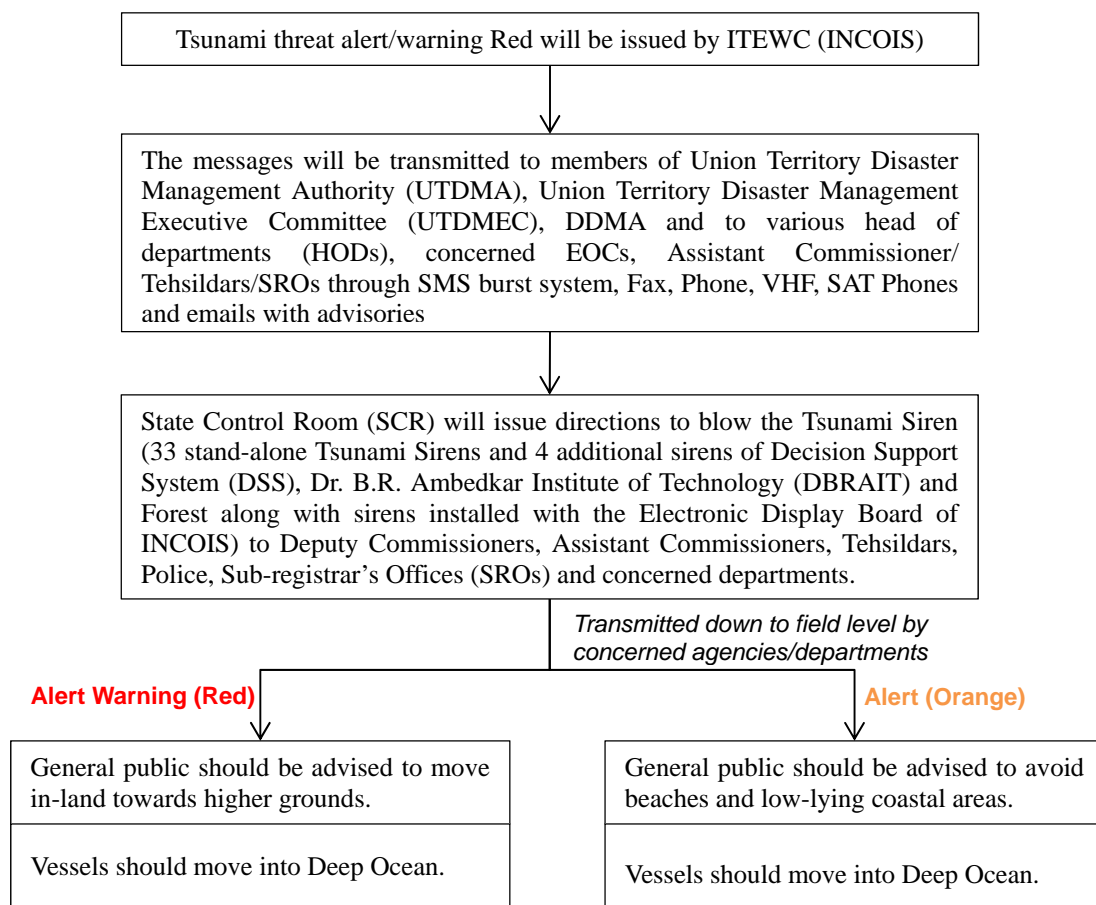 Tsunami threat alert/warning Red will be issued by ITEWC (INCOIS)
The messages will be transmitted to members of Union Territory Disaster
Management Authority (UTDMA), Union Territory Disaster Management
Executive Committee (UTDMEC), DDMA and to various head of
departments (HODs), concerned EOCs, Assistant Commissioner/
Tehsildars/SROs through SMS burst system, Fax, Phone, VHF, SAT Phones
and emails with advisories
State Control Room (SCR) will issue directions to blow the Tsunami Siren
(33 stand-alone Tsunami Sirens and 4 additional sirens of Decision Support
System (DSS), Dr. B.R. Ambedkar Institute of Technology (DBRAIT) and
Forest along with sirens installed with the Electronic Display Board of
INCOIS) to Deputy Commissioners, Assistant Commissioners, Tehsildars,
Police, Sub-registrar’s Offices (SROs) and concerned departments.
Transmitted down to field level by
concerned agencies/departments
Alert Warning (Red)
Alert (Orange)
General public should be advised to move
in-land towards higher grounds.
Vessels should move into Deep Ocean.
General public should be advised to avoid
beaches and low-lying coastal areas.
Vessels should move into Deep Ocean.